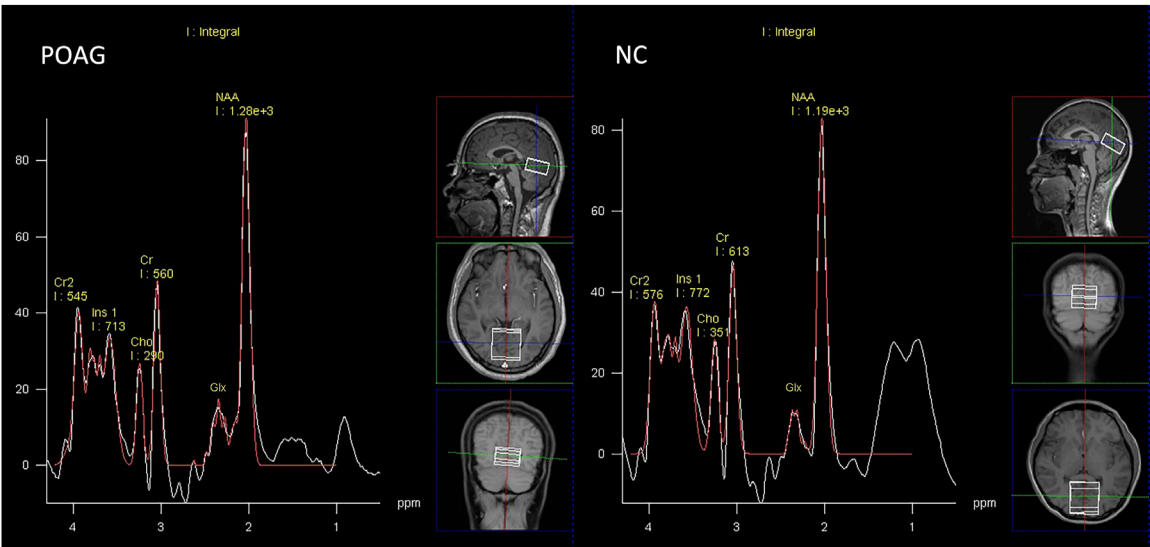 I : Integral
POAG
NAA
I : 1.28e+3
80
60
Cr
I : 560
Cr2
I : 545
40
Ins 1
I : 713
Cho
I : 290
Glx
20
0
ppm
4
3
2
1
I : Integral
NC
NAA
I : 1.19e+3
80
60
Cr
I : 613
Cr2
I : 576
Ins 1
I : 772
40
Cho
I : 351
Glx
20
0
ppm
4
3
2
1